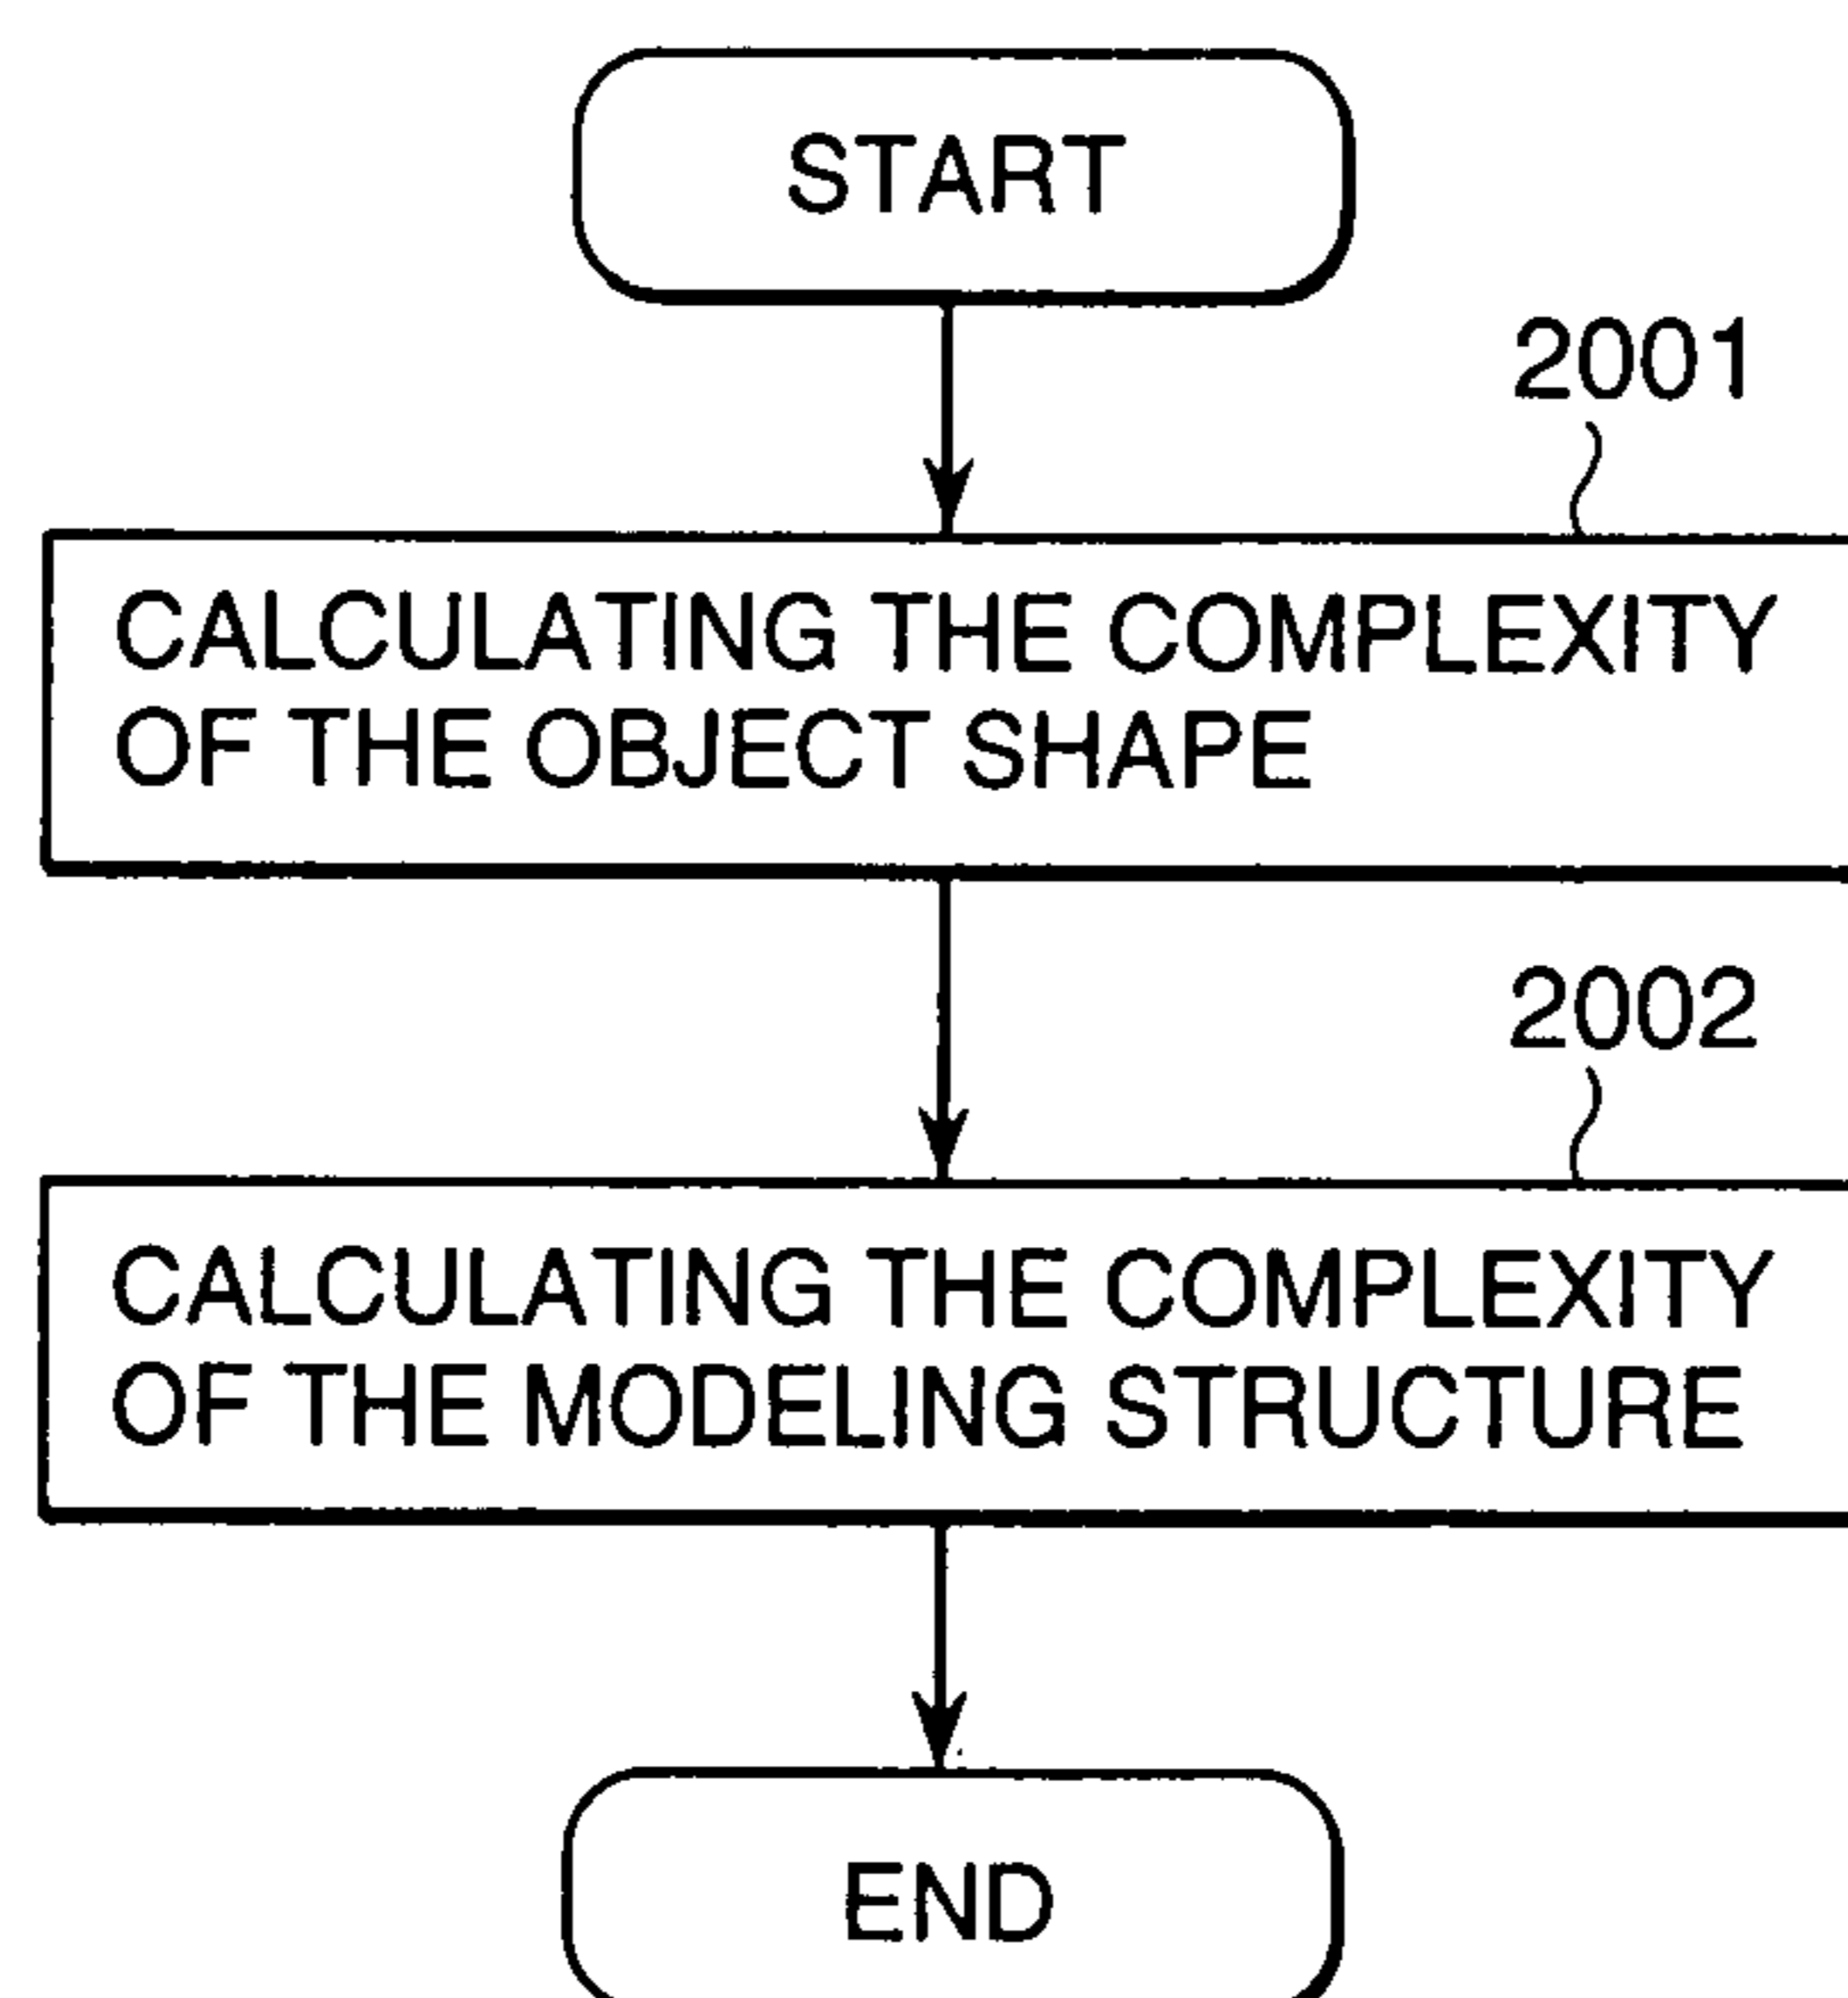 START
2001
CALCULATING THE COMPLEXITY
OF THE OBJECT SHAPE
2002
CALCULATING THE COMPLEXITY
OF THE MODELING STRUCTURE
END